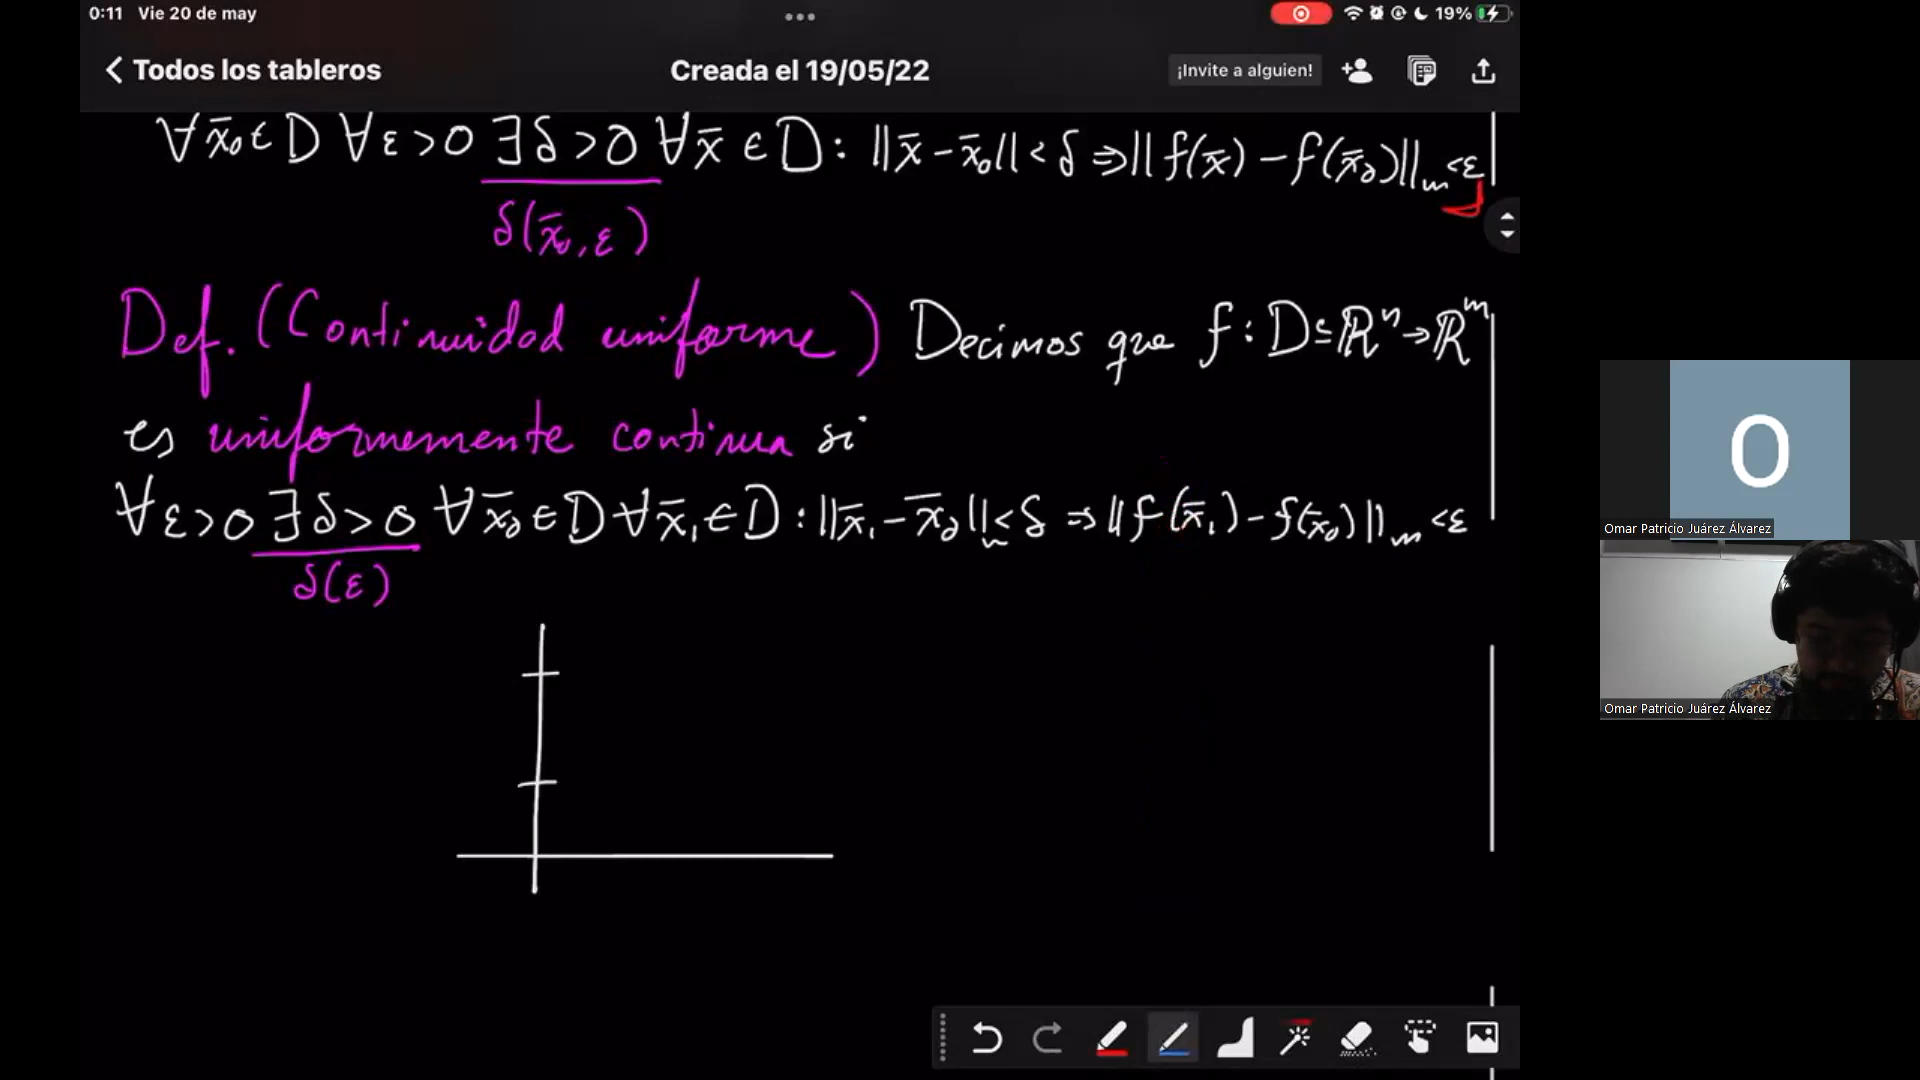 0:11 Vie 20 de may 19%
Todos los tableros Creada el 19/05/22 ¡Invite a alguien!
∀x̄₀∈D ∀ε>0 ∃δ>0 ∀x̄∈D: ||x̄-x̄₀||<δ ⇒||f(x̄)-f(x̄₀)||ₘ<ε
δ(x̄₀,ε)
Def. (Continuidad uniforme) Decimos que f:D⊆ℝⁿ→ℝᵐ
es uniformemente continua si
∀ε>0 ∃δ>0 ∀x̄₀∈D ∀x̄₁∈D: ||x̄₁-x̄₀||ₙ<δ ⇒ ||f(x̄₁)-f(x̄₀)||ₘ<ε
δ(ε)
O
Omar Patricio Juárez Álvarez
Omar Patricio Juárez Álvarez